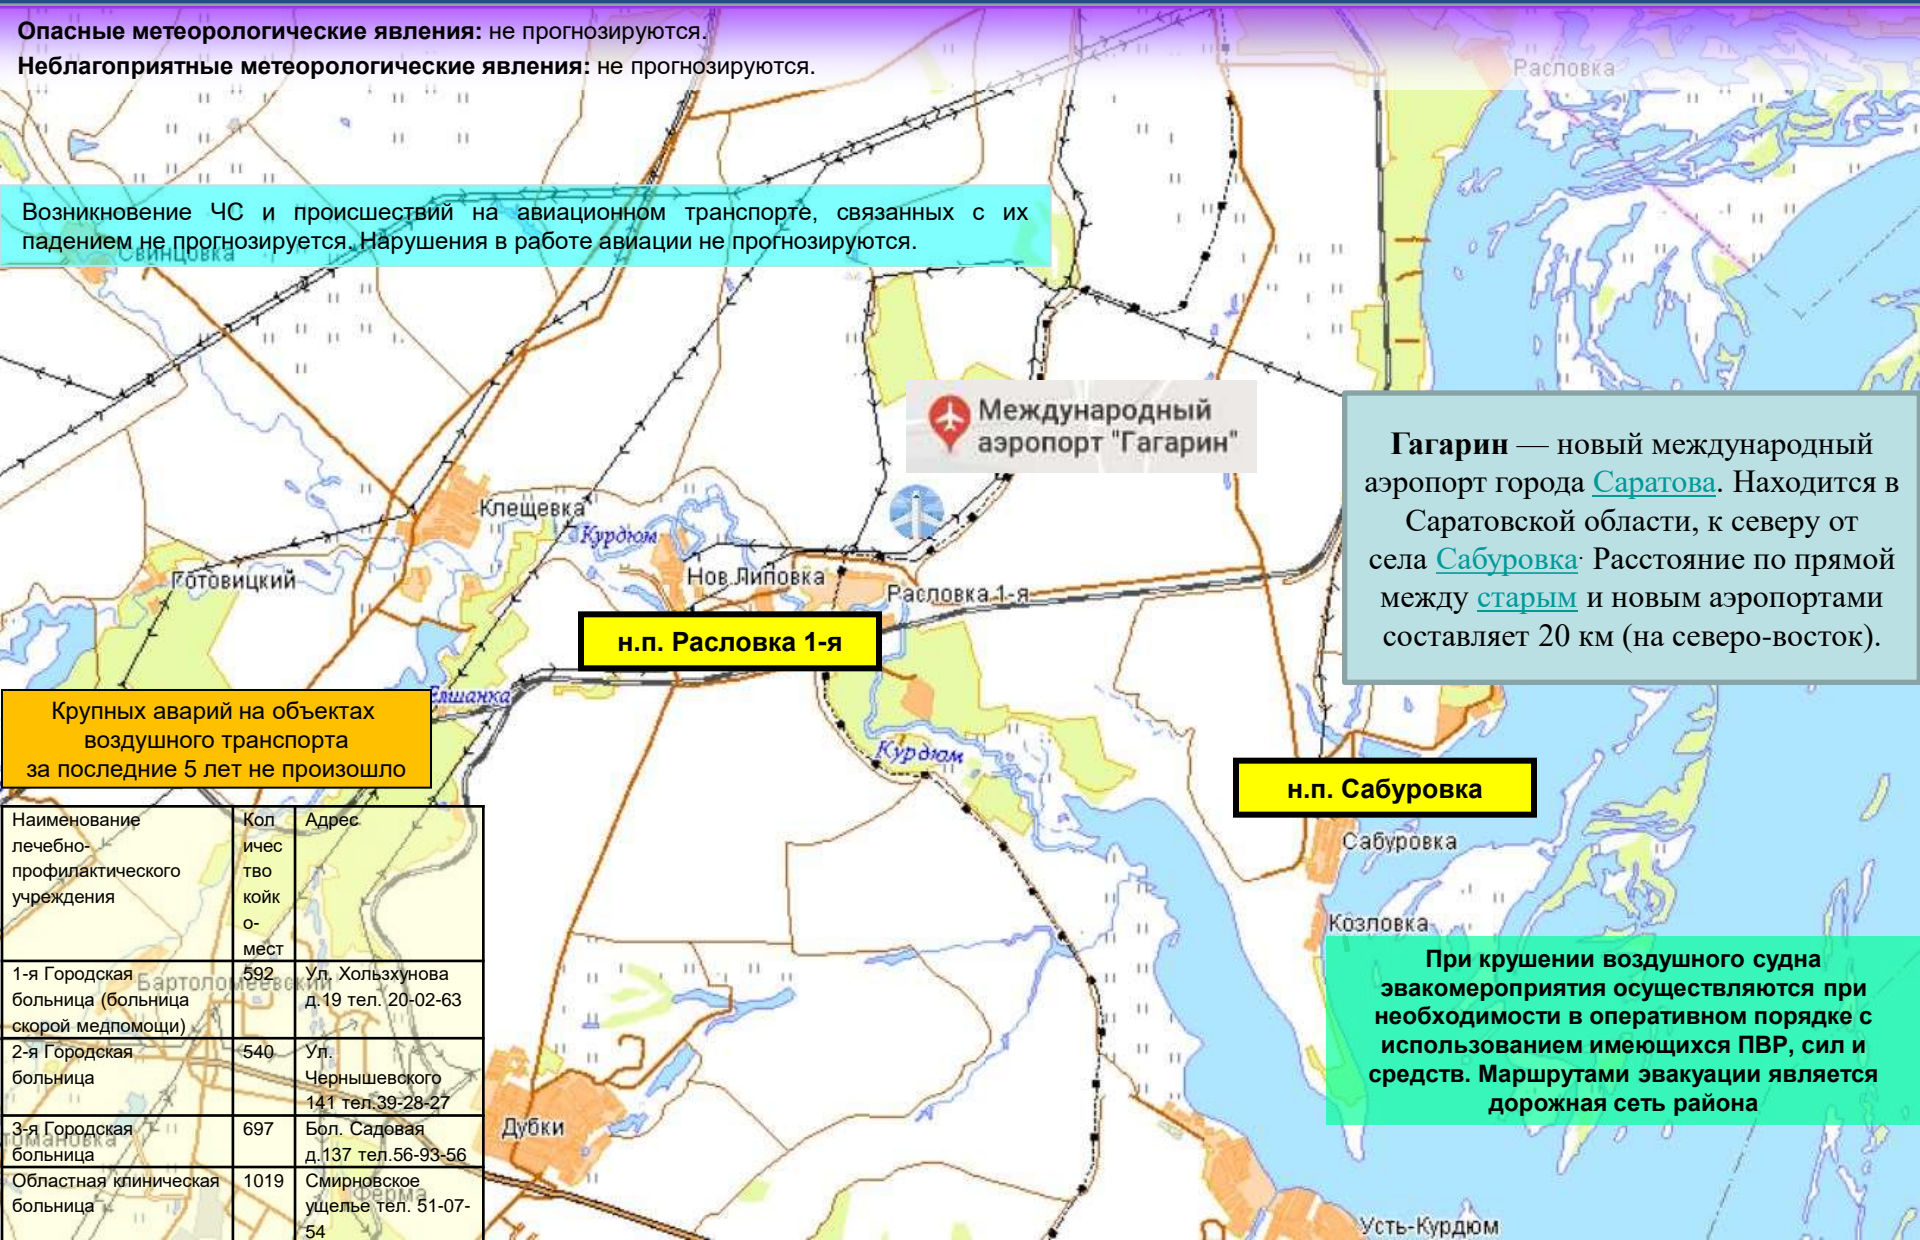 Опасные метеорологические явления: не прогнозируются.
Неблагоприятные метеорологические явления: не прогнозируются.
Расловка
Возникновение ЧС и происшествий на авиационном транспорте, связанных с их
падением не прогнозируется. Нарушения в работе авиации не прогнозируются.
Свинцовка
Международный
аэропорт "Гагарин"
Гагарин — новый международный
аэропорт города Саратова. Находится в
Саратовской области, к северу от
села Сабуровка. Расстояние по прямой
между старым и новым аэропортами
составляет 20 км (на северо-восток).
Клещевка
Курдюм
Готовицкий
Нов.Липовка
Расловка 1-я
н.п. Расловка 1-я
Елшанка
Крупных аварий на объектах
воздушного транспорта
за последние 5 лет не произошло
Курдюм
н.п. Сабуровка
Сабуровка
Козловка
При крушении воздушного судна
эвакомероприятия осуществляются при
необходимости в оперативном порядке с
использованием имеющихся ПВР, сил и
средств. Маршрутами эвакуации является
дорожная сеть района
Наименование
лечебно-
профилактического
учреждения
Кол
ичес
тво
койк
о-
мест
Адрес
1-я Городская
больница (больница
скорой медпомощи)
592
Ул. Хользхунова
д.19 тел. 20-02-63
Бартоломеевский
2-я Городская
больница
540
Ул.
Чернышевского
141 тел.39-28-27
3-я Городская
больница
697
Бол. Садовая
д.137 тел.56-93-56
Областная клиническая
больница
1019
Смирновское
ущелье тел. 51-07-
54
Ферма
Дубки
Усть-Курдюм